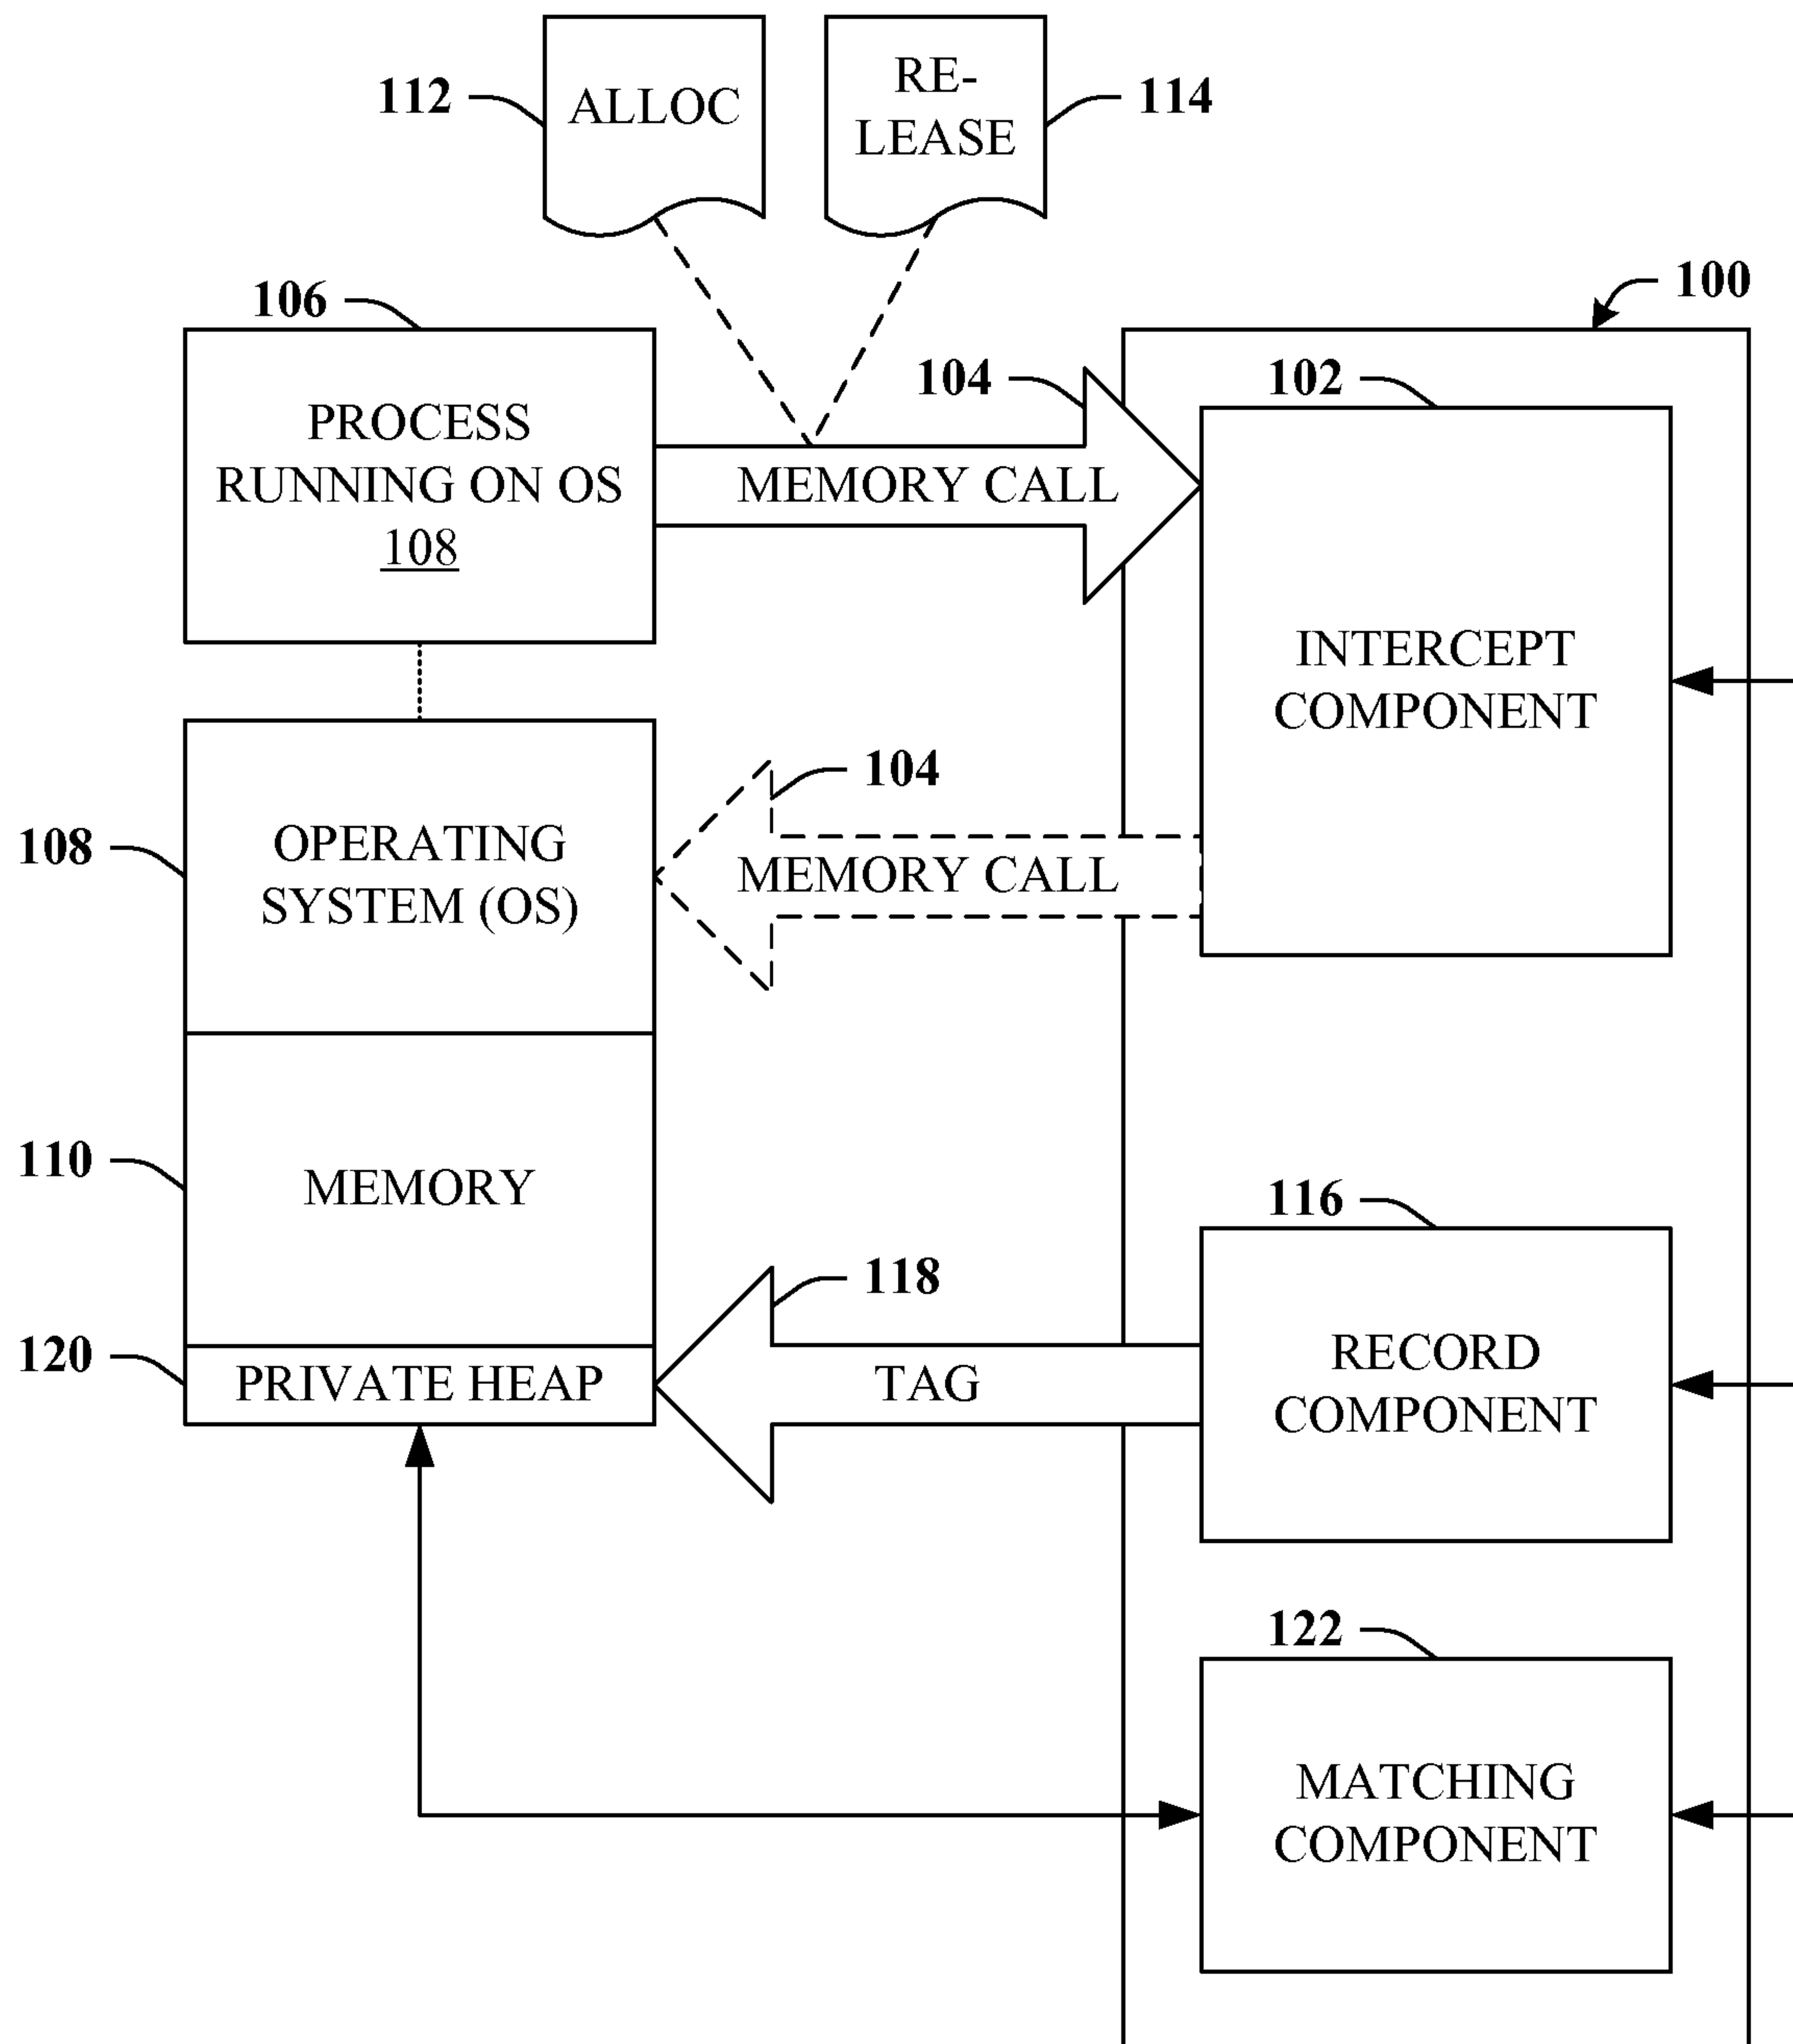 112
ALLOC
RE-
LEASE
114
106
100
PROCESS
RUNNING ON OS
108
104
MEMORY CALL
102
INTERCEPT
COMPONENT
108
OPERATING
SYSTEM (OS)
104
MEMORY CALL
110
MEMORY
116
118
120
PRIVATE HEAP
TAG
RECORD
COMPONENT
122
MATCHING
COMPONENT